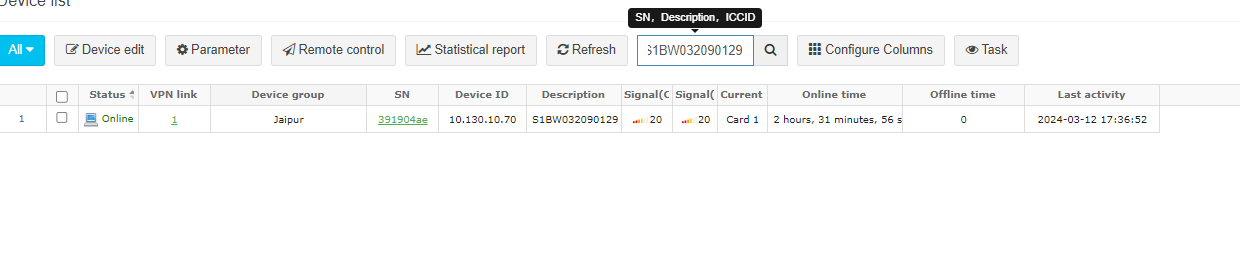 Device list
SN, Description, ICCID
All Device edit Parameter Remote control Statistical report Refresh S1BW032090129 Configure Columns Task
Status VPN link Device group SN Device ID Description Signal(C Signal( Current Online time Offline time Last activity
1 Online 1 Jaipur 391904ae 10.130.10.70 S1BW032090129 20 20 Card 1 2 hours, 31 minutes, 56 s 0 2024-03-12 17:36:52